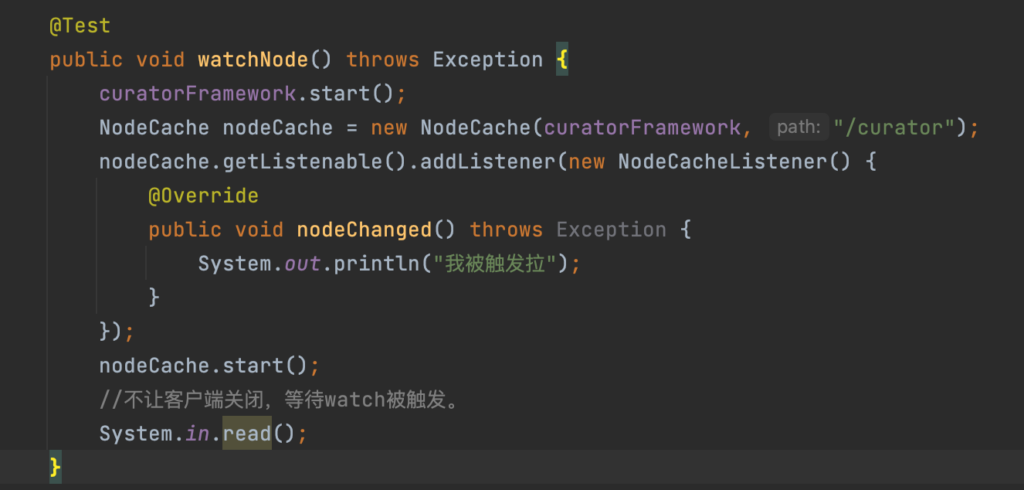 @Test
public void watchNode() throws Exception {
curatorFramework.start();
NodeCache nodeCache = new NodeCache(curatorFramework, path: "/curator");
nodeCache.getListenable().addListener(new NodeCacheListener() {
@Override
public void nodeChanged() throws Exception {
System.out.println("我被触发拉");
}
});
nodeCache.start();
//不让客户端关闭，等待watch被触发。
System.in.read();
}